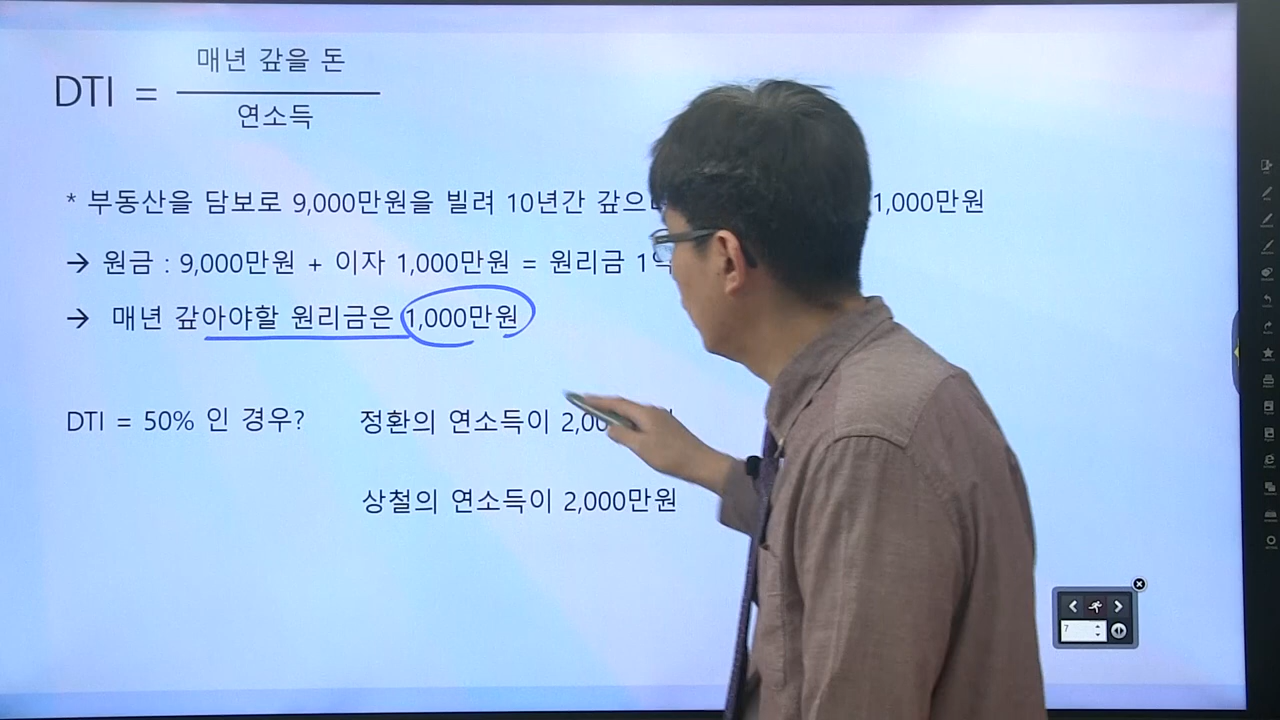 매년 갚을 돈
DTI =
연소득
* 부동산을 담보로 9,000만원을 빌려 10년간 갚으 1,000만원
→ 원금 : 9,000만원 + 이자 1,000만원 = 원리금 1억
→ 매년 갚아야할 원리금은 1,000만원
DTI = 50% 인 경우? 정환의 연소득이
상철의 연소득이 2,000만원
7